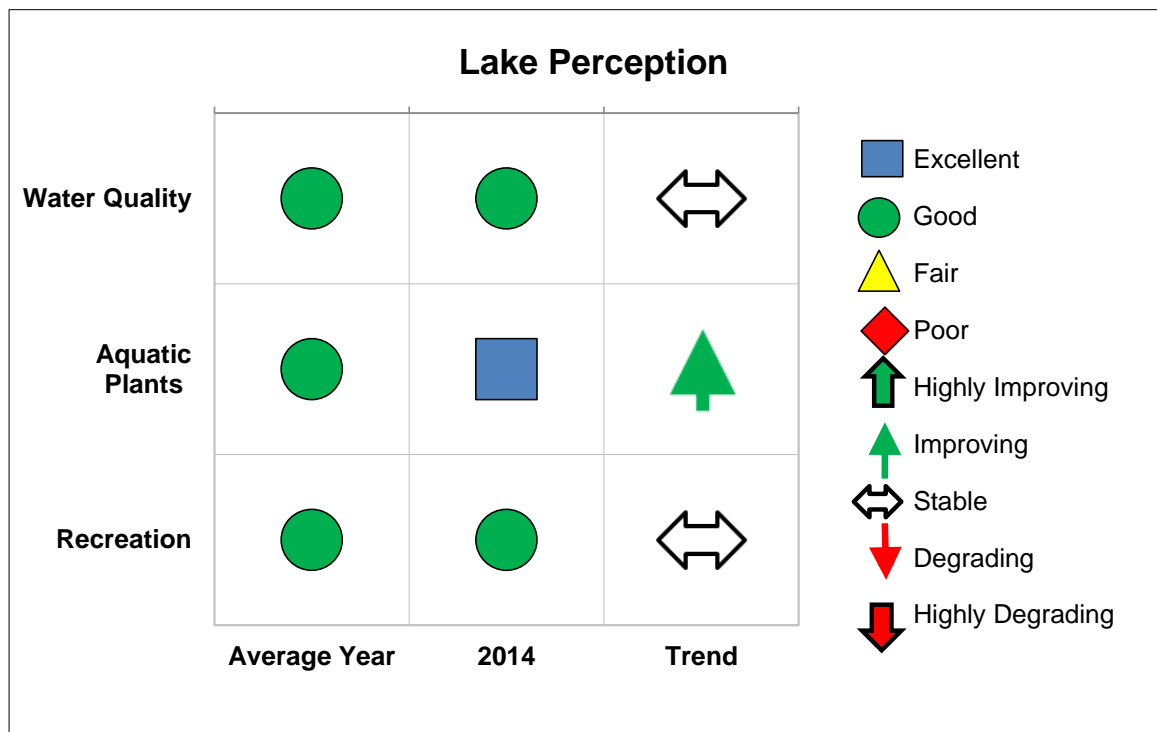 Lake Perception
Water Quality
Aquatic
Plants
Recreation
Average Year
2014
Trend
Excellent
Good
Fair
Poor
Highly Improving
Improving
Stable
Degrading
Highly Degrading